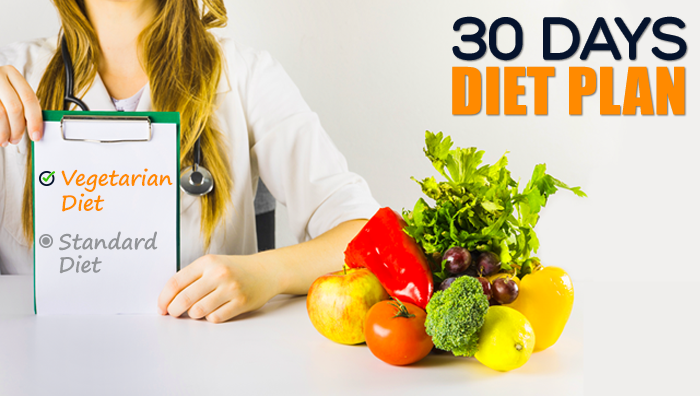 30 DAYS
DIET PLAN
Vegetarian
Diet
Standard
Diet